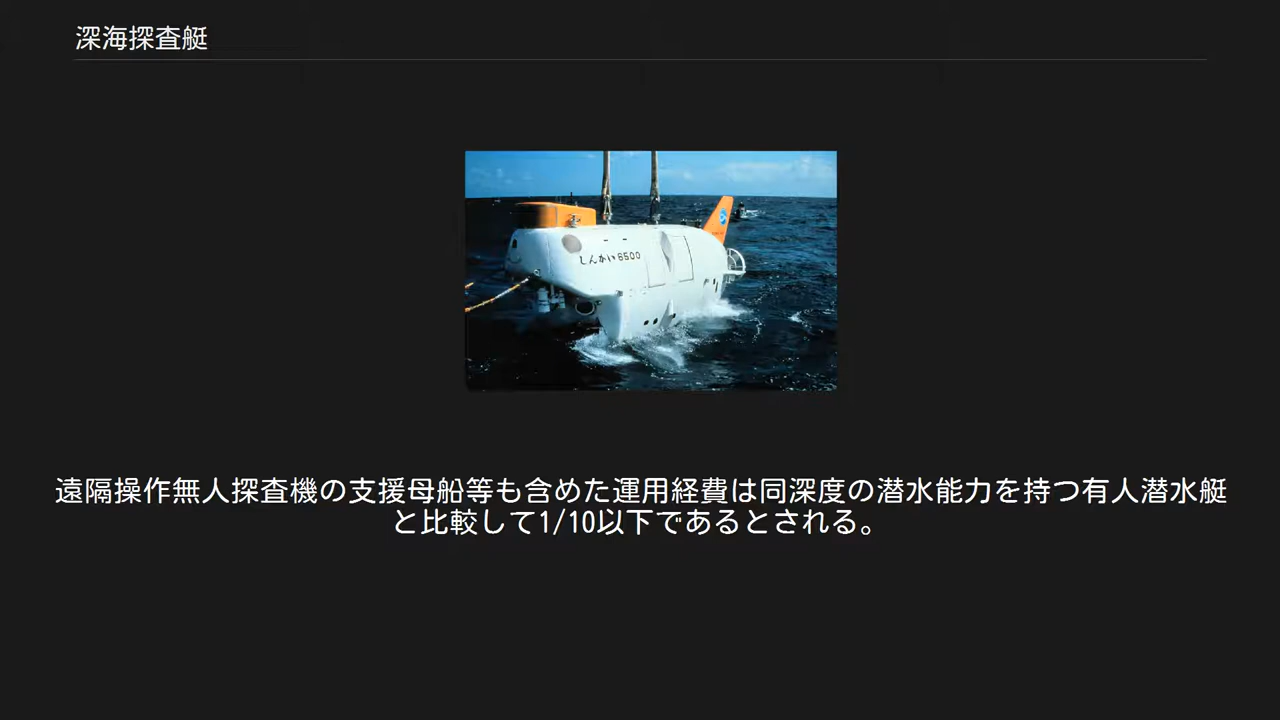 深海探査艇
しんかい6500
遠隔操作無人探査機の支援母船等も含めた運用経費は同深度の潜水能力を持つ有人潜水艇
と比較して1/10以下であるとされる。